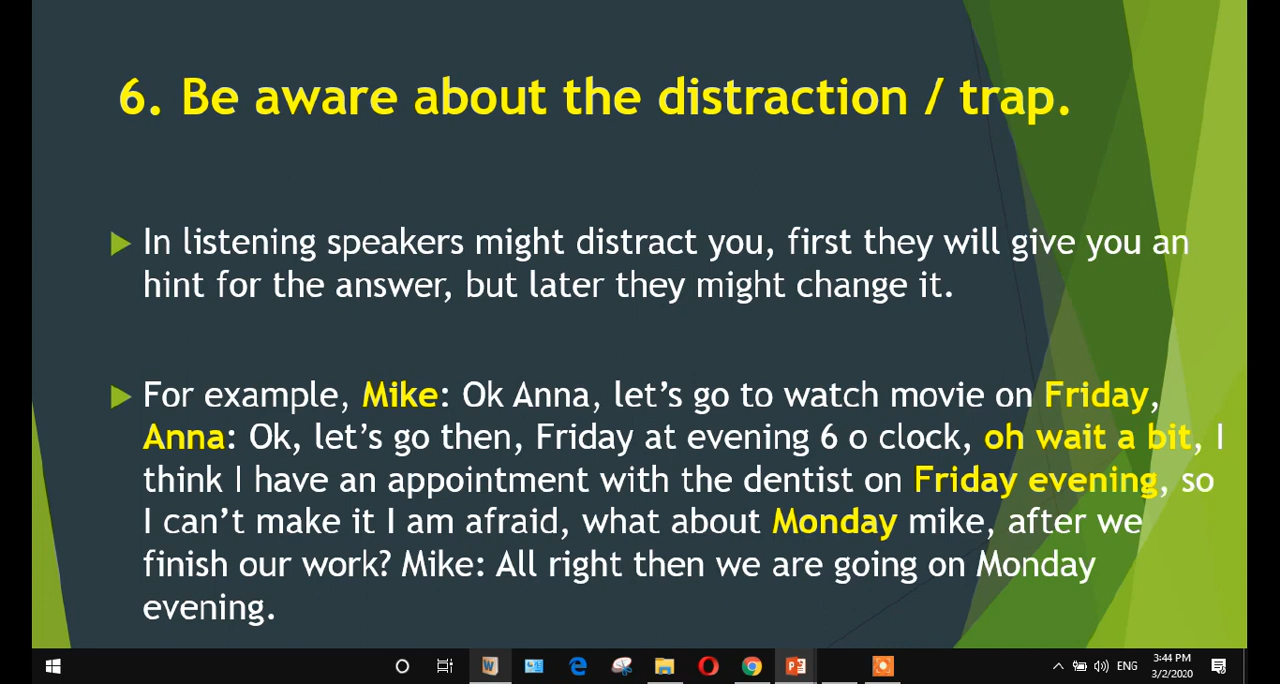 6. Be aware about the distraction / trap.
In listening speakers might distract you, first they will give you an
hint for the answer, but later they might change it.
For example, Mike: Ok Anna, let's go to watch movie on Friday,
Anna: Ok, let's go then, Friday at evening 6 o clock, oh wait a bit, I
think I have an appointment with the dentist on Friday evening, so
I can't make it I am afraid, what about Monday mike, after we
finish our work? Mike: All right then we are going on Monday
evening.
ENG
3:44 PM
3/2/2020